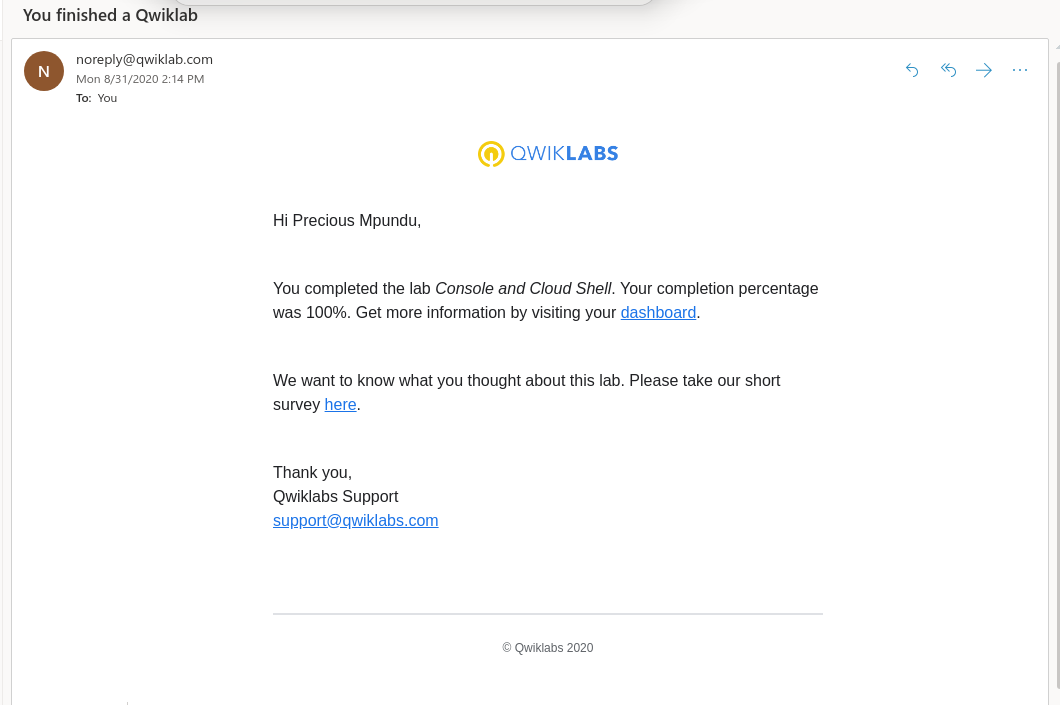 You finished a Qwiklab
N
noreply@qwiklab.com
Mon 8/31/2020 2:14 PM
To: You
QWIKLABS
Hi Precious Mpundu,
You completed the lab Console and Cloud Shell. Your completion percentage
was 100%. Get more information by visiting your dashboard.
We want to know what you thought about this lab. Please take our short
survey here.
Thank you,
Qwiklabs Support
support@qwiklabs.com
© Qwiklabs 2020